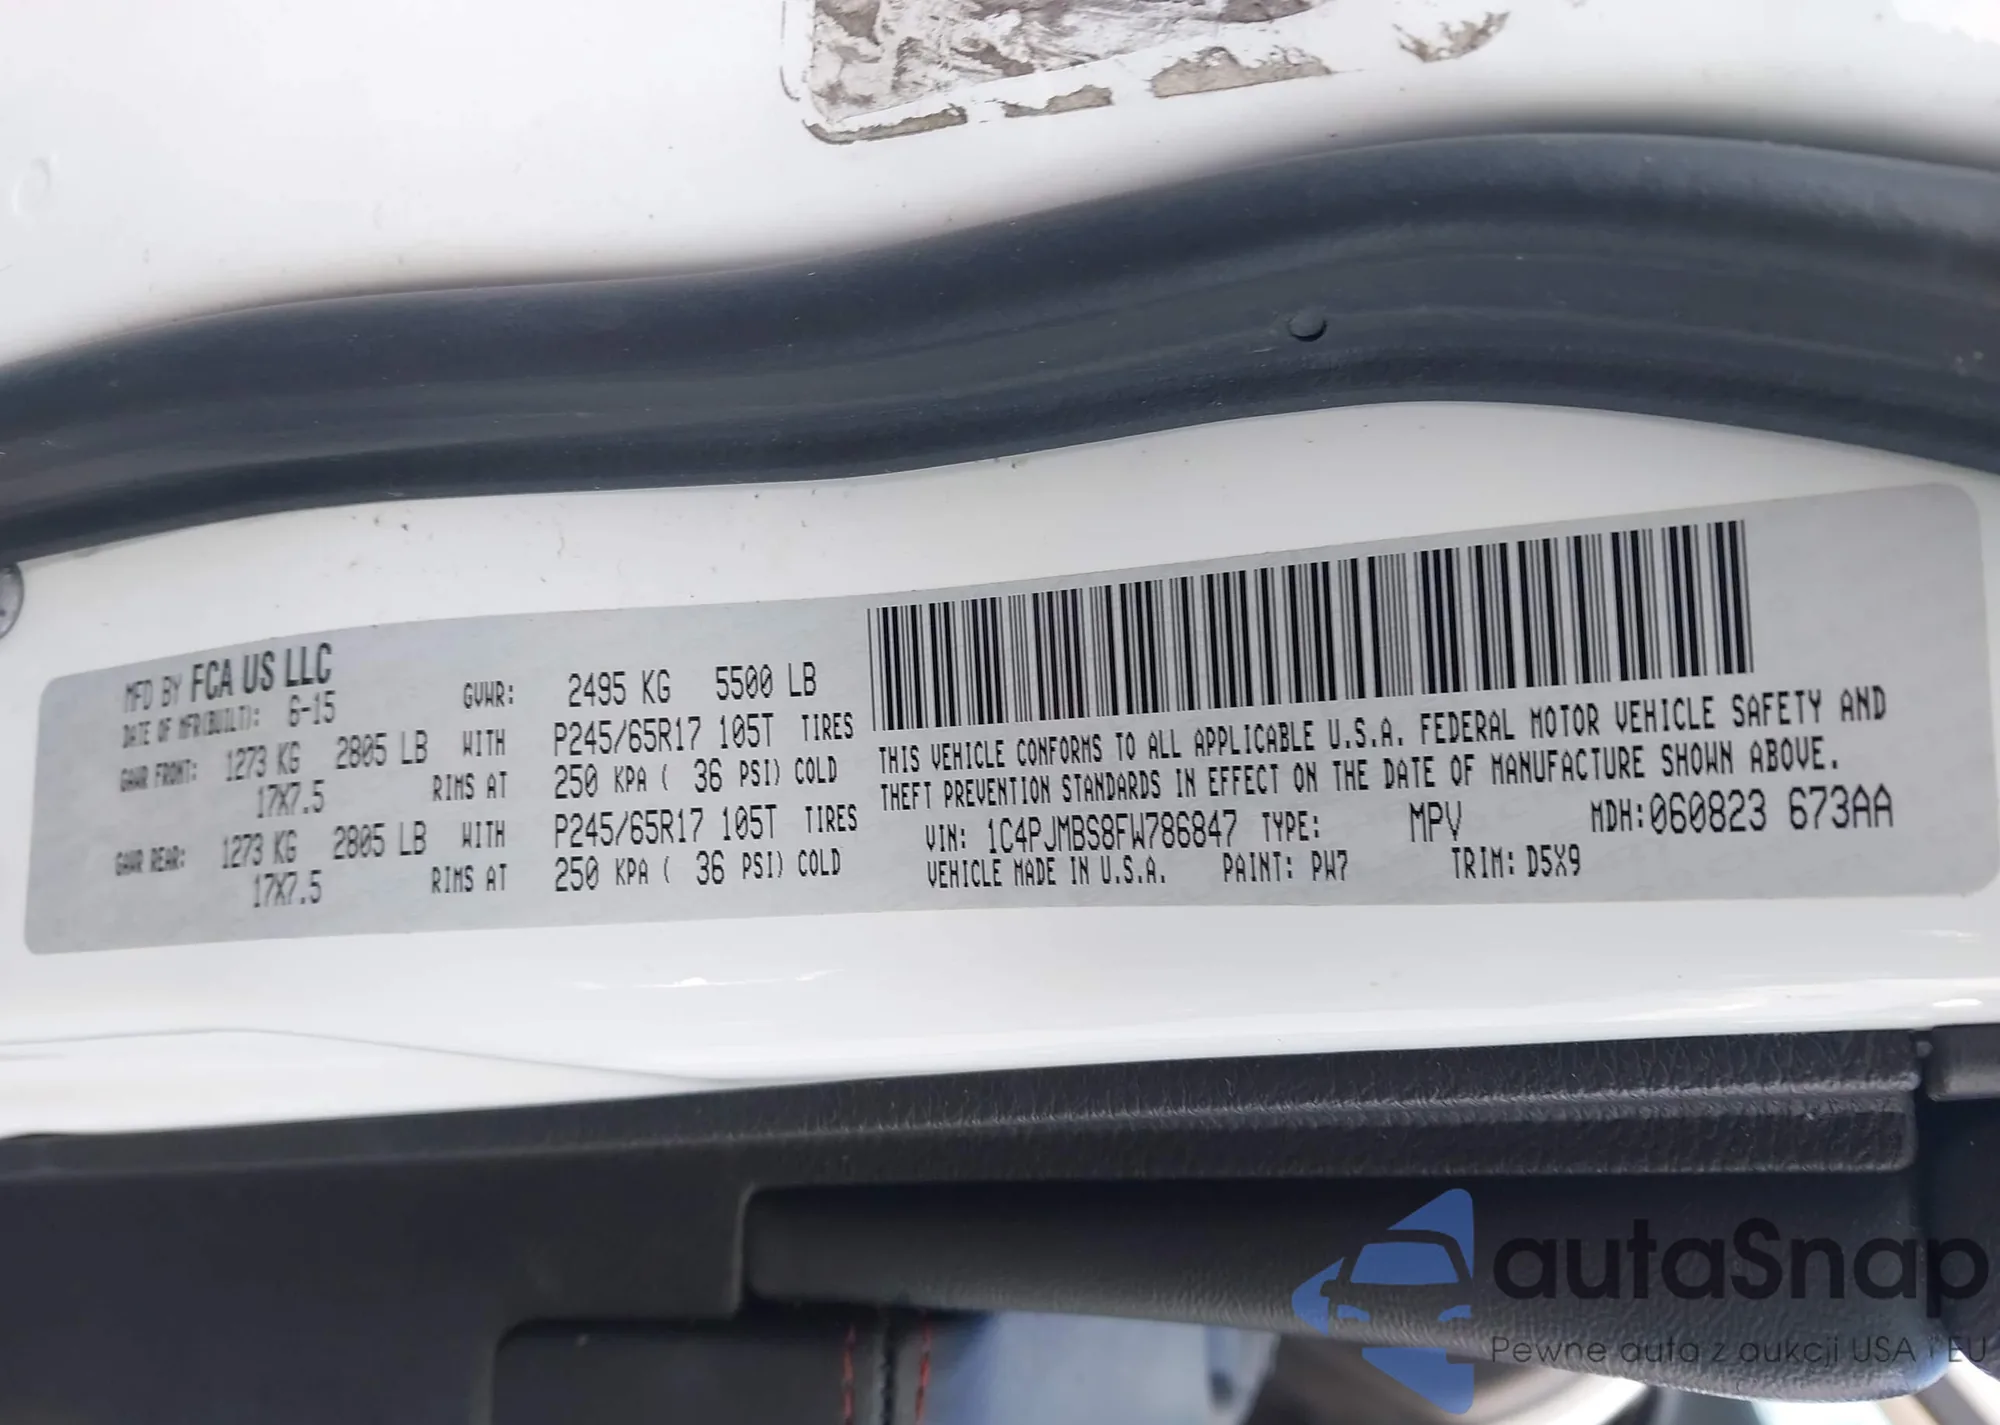 MFD BY FCA US LLC
DATE OF MFR(BUILT): 6-15
GVWR: 2495 KG 5500 LB
GAWR FRONT: 1273 KG 2805 LB WITH P245/65R17 105T TIRES
17X7.5 RIMS AT 250 KPA ( 36 PSI) COLD
GAWR REAR: 1273 KG 2805 LB WITH P245/65R17 105T TIRES
17X7.5 RIMS AT 250 KPA ( 36 PSI) COLD
THIS VEHICLE CONFORMS TO ALL APPLICABLE U.S.A. FEDERAL MOTOR VEHICLE SAFETY AND
THEFT PREVENTION STANDARDS IN EFFECT ON THE DATE OF MANUFACTURE SHOWN ABOVE.
VIN: 1C4PJMBS8FW786847 TYPE: MPV MDH:060823 673AA
VEHICLE MADE IN U.S.A. PAINT: PW7 TRIM: D5X9
autaSnap
Pewne auta z aukcji USA i EU